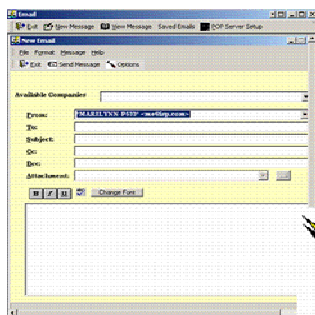 Email
Exit New Message View Message Saved Emails POP Server Setup
New Email
File Format Message Help
Exit Send Message Options
Available Companies
From:
To:
Subject:
Cc:
Bcc:
Attachment:
B I U Change Font